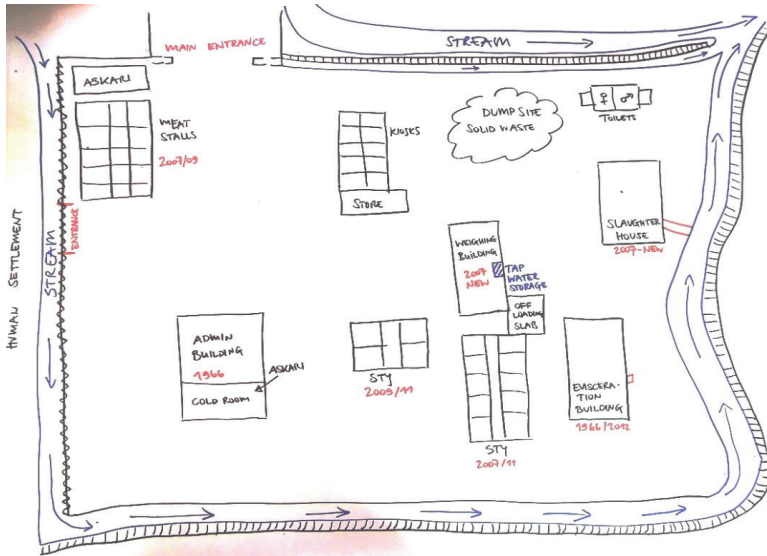 MAIN ENTRANCE
STREAM
ASKARI
MEAT
STALLS
2007/09
KIOSKS
STORE
DUMP SITE
SOLID WASTE
♀ ♂
TOILETS
SLAUGHTER
HOUSE
2007-NEW
ENTRANCE
STREAM
HUMAN SETTLEMENT
WEIGHING
BUILDING
2007
NEW
TAP
WATER
STORAGE
OFF
LOADING
SLAB
ADMIN
BUILDING
1966
COLD ROOM
ASKARI
STY
2009/11
STY
2007/11
EVISCERA-
TION
BUILDING
1966/2012